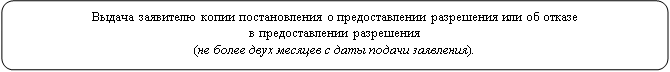 Выдача заявителю копии постановления о предоставлении разрешения или об отказе
в предоставлении разрешения
(не более двух месяцев с даты подачи заявления).